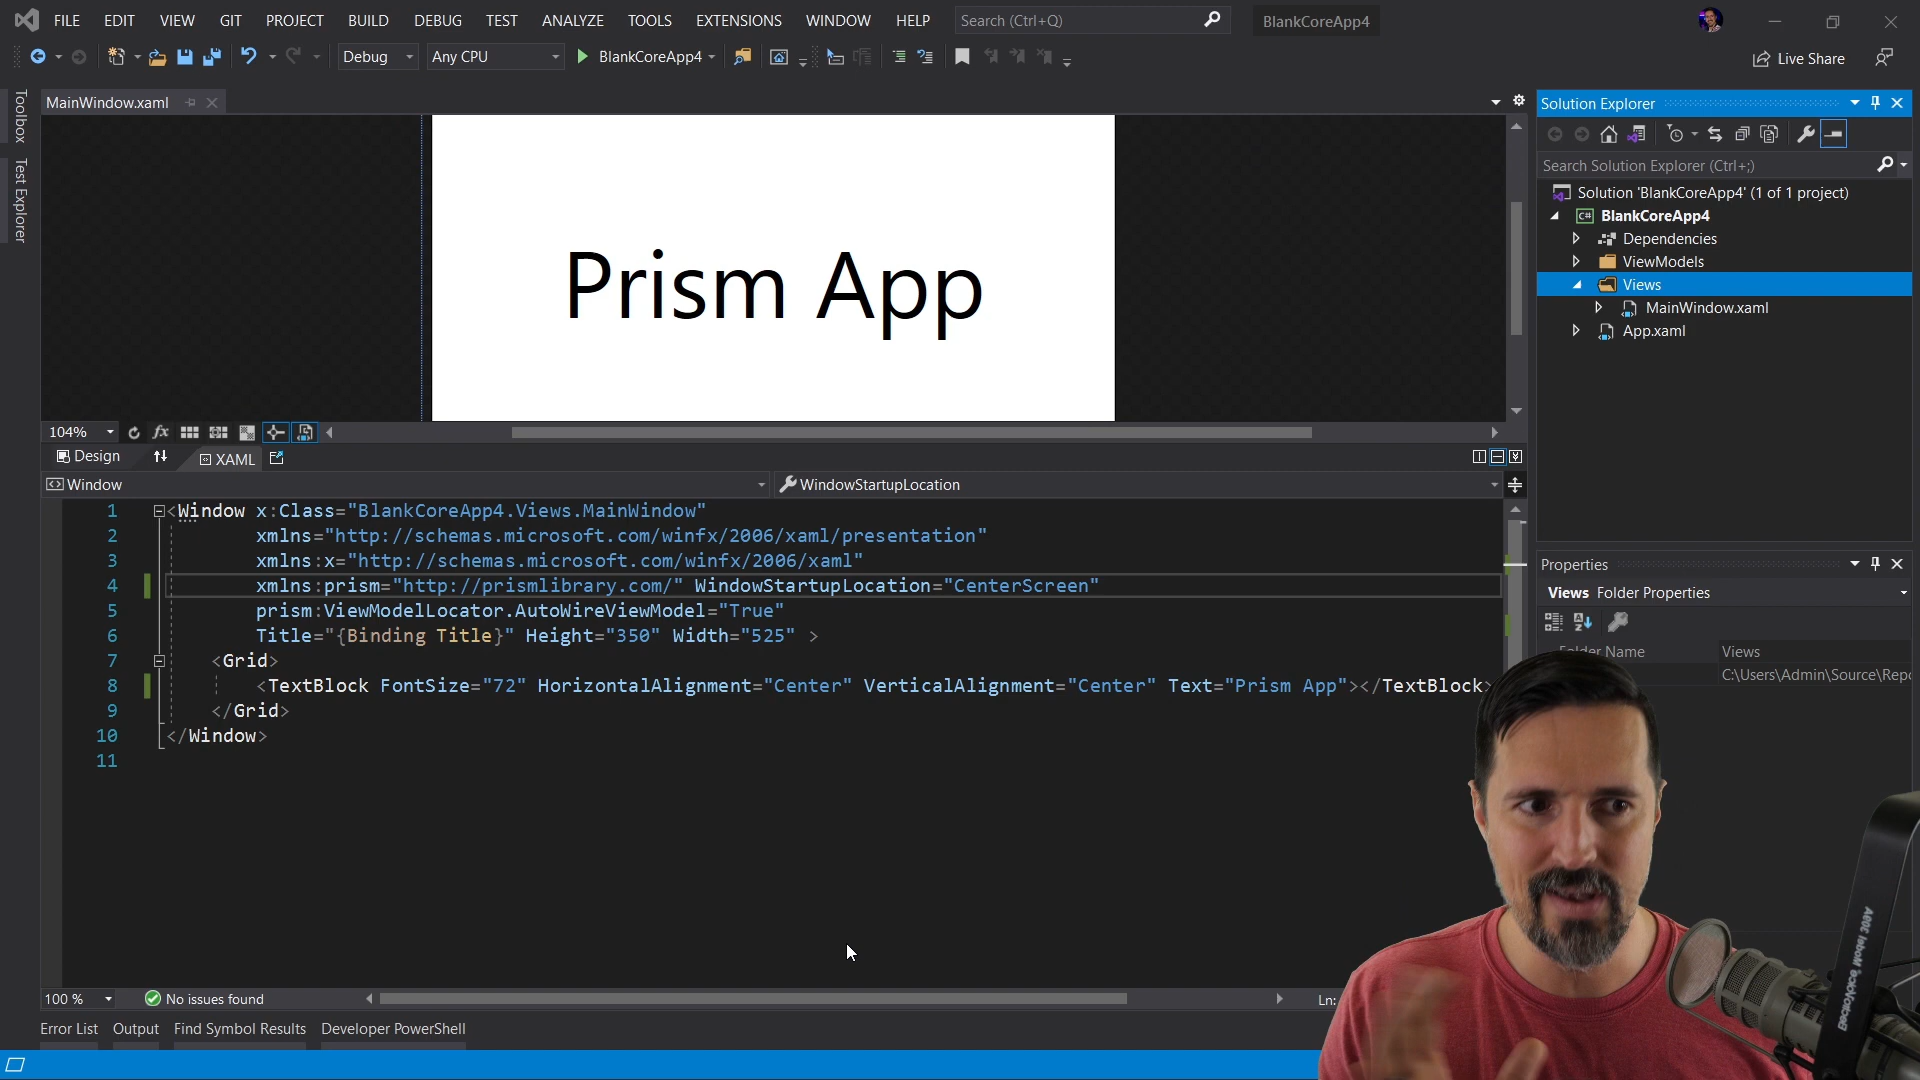 FILE EDIT VIEW GIT PROJECT BUILD DEBUG TEST ANALYZE TOOLS EXTENSIONS WINDOW HELP Search (Ctrl+Q) BlankCoreApp4
Debug Any CPU BlankCoreApp4 Live Share
Toolbox
Test Explorer
MainWindow.xaml
Prism App
104% fx
Design XAML
Window WindowStartupLocation
1 <Window x:Class="BlankCoreApp4.Views.MainWindow"
2 xmlns="http://schemas.microsoft.com/winfx/2006/xaml/presentation"
3 xmlns:x="http://schemas.microsoft.com/winfx/2006/xaml"
4 xmlns:prism="http://prismlibrary.com/" WindowStartupLocation="CenterScreen"
5 prism:ViewModelLocator.AutoWireViewModel="True"
6 Title="{Binding Title}" Height="350" Width="525" >
7 <Grid>
8 <TextBlock FontSize="72" HorizontalAlignment="Center" VerticalAlignment="Center" Text="Prism App"></TextBlock>
9 </Grid>
10 </Window>
11
100 % No issues found Ln:
Error List Output Find Symbol Results Developer PowerShell
Solution Explorer
Search Solution Explorer (Ctrl+;)
Solution 'BlankCoreApp4' (1 of 1 project)
C# BlankCoreApp4
Dependencies
ViewModels
Views
MainWindow.xaml
App.xaml
Properties
Views Folder Properties
Folder Name Views
C:\Users\Admin\Source\Repo